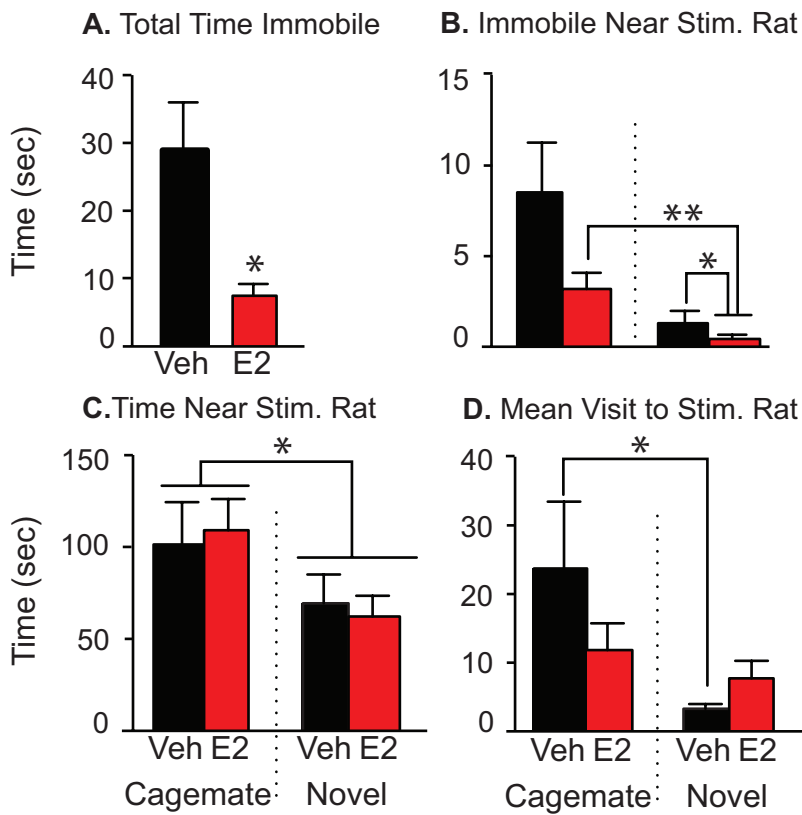 A. Total Time Immobile
40
30
20
10
0
Time (sec)
*
Veh E2
B. Immobile Near Stim. Rat
15
10
5
0
**
*
C.Time Near Stim. Rat
150
100
50
0
Time (sec)
*
Veh E2 Veh E2
Cagemate Novel
D. Mean Visit to Stim. Rat
40
30
20
10
0
*
Veh E2 Veh E2
Cagemate Novel